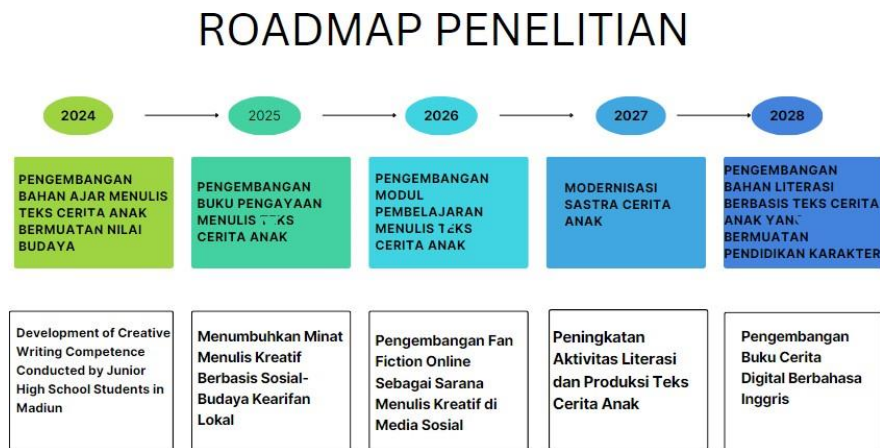 ROADMAP PENELITIAN
2024
2025
2026
2027
2028
PENGEMBANGAN
BAHAN AJAR MENULIS
TEKS CERITA ANAK
BERMUATAN NILAI
BUDAYA
PENGEMBANGAN
BUKU PENGAYAAN
MENULIS TEKS
CERITA ANAK
PENGEMBANGAN
MODUL
PEMBELAJARAN
MENULIS TEKS
CERITA ANAK
MODERNISASI
SASTRA CERITA
ANAK
PENGEMBANGAN
BAHAN LITERASI
BERBASIS TEKS CERITA
ANAK YANG
BERMUATAN
PENDIDIKAN KARAKTER
Development of Creative
Writing Competence
Conducted by Junior
High School Students in
Madiun
Menumbuhkan Minat
Menulis Kreatif
Berbasis Sosial-
Budaya Kearifan
Lokal
Pengembangan Fan
Fiction Online
Sebagai Sarana
Menulis Kreatif di
Media Sosial
Peningkatan
Aktivitas Literasi
dan Produksi Teks
Cerita Anak
Pengembangan
Buku Cerita
Digital Berbahasa
Inggris